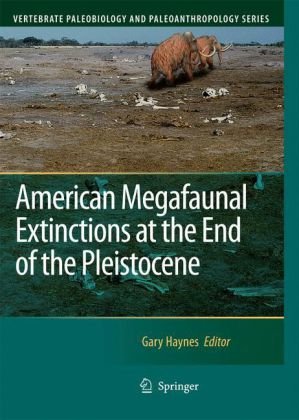 VERTEBRATE PALEOBIOLOGY AND PALEOANTHROPOLOGY SERIES
American Megafaunal
Extinctions at the End
of the Pleistocene
Gary Haynes Editor
Springer